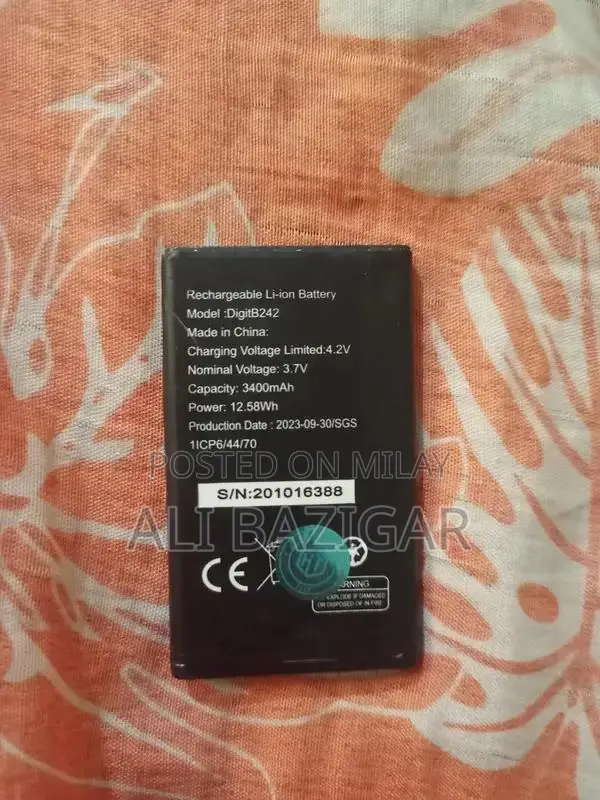 Rechargeable Li-ion Battery
Model :DigitB242
Made in China:
Charging Voltage Limited:4.2V
Nominal Voltage: 3.7V
Capacity: 3400mAh
Power: 12.58Wh
Production Date : 2023-09-30/SGS
1ICP6/44/70
POSTED ON MILAY
S/N:201016388
ALI BAZIGAR
CE
EXPLODE IF DAMAGED
OR DISPOSED OF IN FIRE